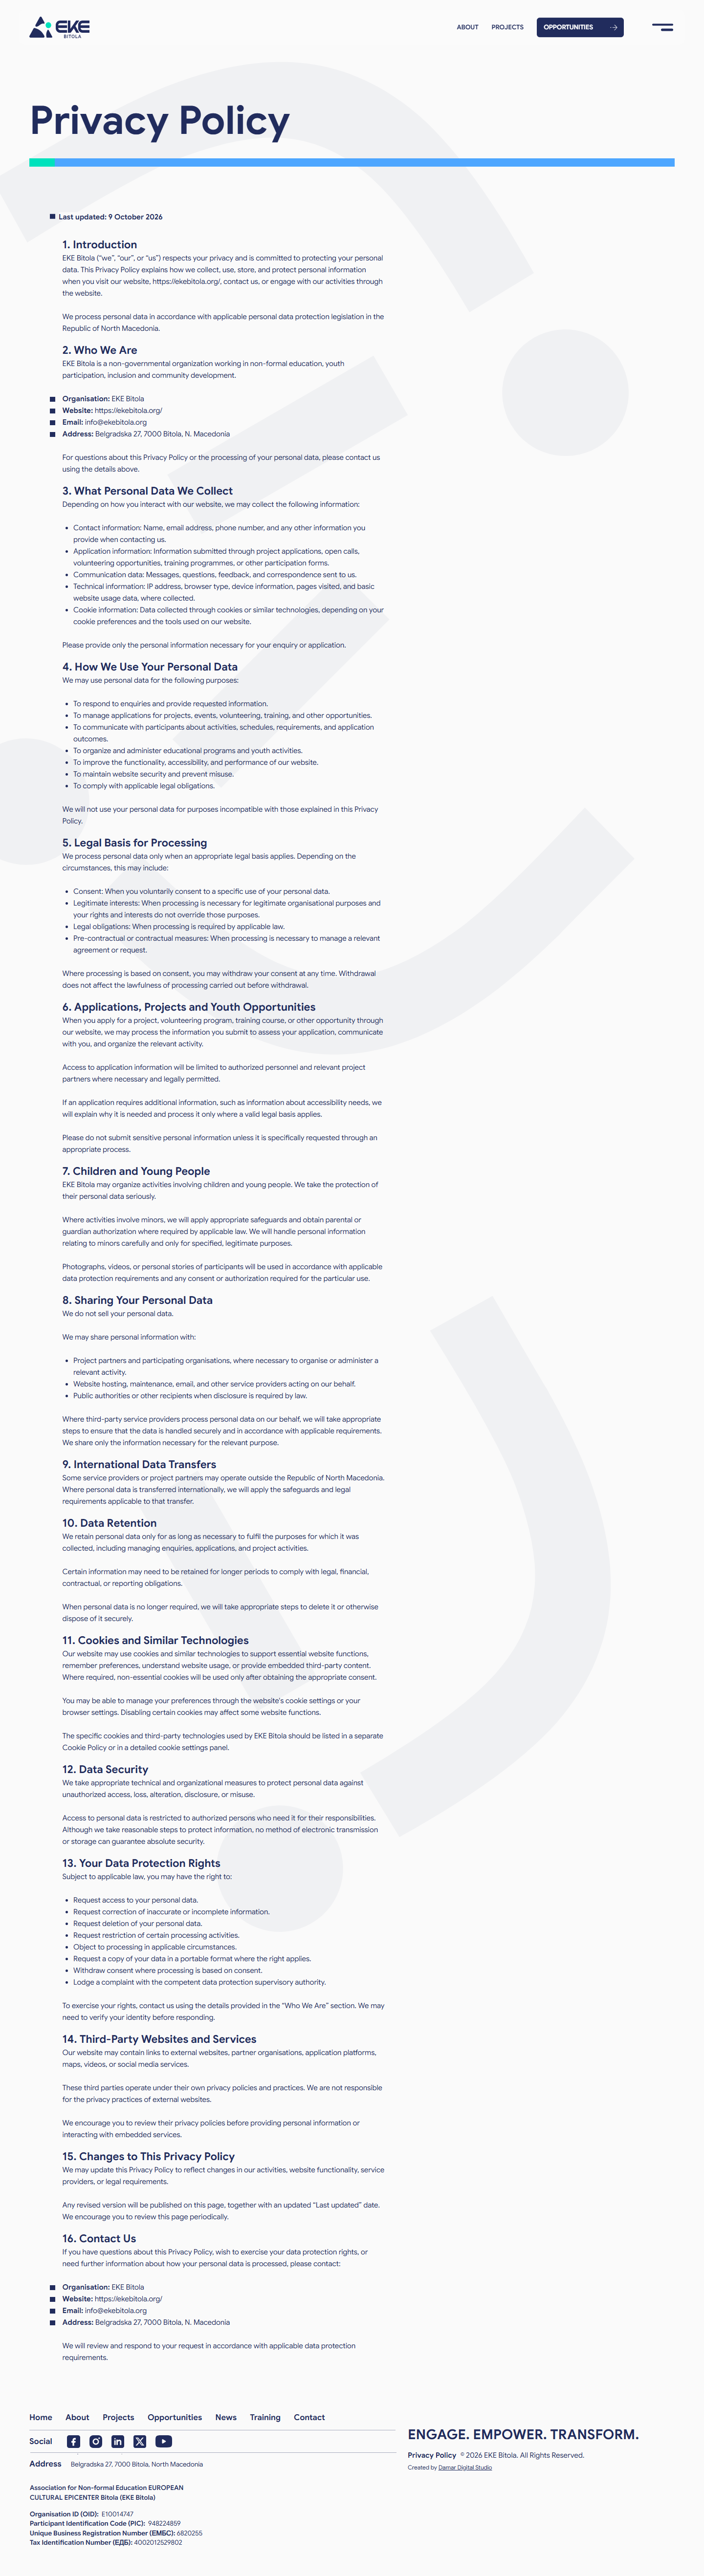 EKE
BITOLA
ABOUT
PROJECTS
OPPORTUNITIES
Privacy Policy
Last updated: 9 October 2026
1. Introduction
EKE Bitola (“we”, “our”, or “us”) respects your privacy and is committed to protecting your personal
data. This Privacy Policy explains how we collect, use, store, and protect personal information
when you visit our website, https://ekebitola.org/, contact us, or engage with our activities through
the website.
We process personal data in accordance with applicable personal data protection legislation in the
Republic of North Macedonia.
2. Who We Are
EKE Bitola is a non-governmental organization working in non-formal education, youth
participation, inclusion and community development.
Organisation: EKE Bitola
Website: https://ekebitola.org/
Email: info@ekebitola.org
Address: Belgradska 27, 7000 Bitola, N. Macedonia
For questions about this Privacy Policy or the processing of your personal data, please contact us
using the details above.
3. What Personal Data We Collect
Depending on how you interact with our website, we may collect the following information:
• Contact information: Name, email address, phone number, and any other information you
provide when contacting us.
• Application information: Information submitted through project applications, open calls,
volunteering opportunities, training programmes, or other participation forms.
• Communication data: Messages, questions, feedback, and correspondence sent to us.
• Technical information: IP address, browser type, device information, pages visited, and basic
website usage data, where collected.
• Cookie information: Data collected through cookies or similar technologies, depending on your
cookie preferences and the tools used on our website.
Please provide only the personal information necessary for your enquiry or application.
4. How We Use Your Personal Data
We may use personal data for the following purposes:
• To respond to enquiries and provide requested information.
• To manage applications for projects, events, volunteering, training, and other opportunities.
• To communicate with participants about activities, schedules, requirements, and application
outcomes.
• To organize and administer educational programs and youth activities.
• To improve the functionality, accessibility, and performance of our website.
• To maintain website security and prevent misuse.
• To comply with applicable legal obligations.
We will not use your personal data for purposes incompatible with those explained in this Privacy
Policy.
5. Legal Basis for Processing
We process personal data only when an appropriate legal basis applies. Depending on the
circumstances, this may include:
• Consent: When you voluntarily consent to a specific use of your personal data.
• Legitimate interests: When processing is necessary for legitimate organisational purposes and
your rights and interests do not override those purposes.
• Legal obligations: When processing is required by applicable law.
• Pre-contractual or contractual measures: When processing is necessary to manage a relevant
agreement or request.
Where processing is based on consent, you may withdraw your consent at any time. Withdrawal
does not affect the lawfulness of processing carried out before withdrawal.
6. Applications, Projects and Youth Opportunities
When you apply for a project, volunteering program, training course, or other opportunity through
our website, we may process the information you submit to assess your application, communicate
with you, and organize the relevant activity.
Access to application information will be limited to authorized personnel and relevant project
partners where necessary and legally permitted.
If an application requires additional information, such as information about accessibility needs, we
will explain why it is needed and process it only where a valid legal basis applies.
Please do not submit sensitive personal information unless it is specifically requested through an
appropriate process.
7. Children and Young People
EKE Bitola may organize activities involving children and young people. We take the protection of
their personal data seriously.
Where activities involve minors, we will apply appropriate safeguards and obtain parental or
guardian authorization where required by applicable law. We will handle personal information
relating to minors carefully and only for specified, legitimate purposes.
Photographs, videos, or personal stories of participants will be used in accordance with applicable
data protection requirements and any consent or authorization required for the particular use.
8. Sharing Your Personal Data
We do not sell your personal data.
We may share personal information with:
• Project partners and participating organisations, where necessary to organise or administer a
relevant activity.
• Website hosting, maintenance, email, and other service providers acting on our behalf.
• Public authorities or other recipients when disclosure is required by law.
Where third-party service providers process personal data on our behalf, we will take appropriate
steps to ensure that the data is handled securely and in accordance with applicable requirements.
We share only the information necessary for the relevant purpose.
9. International Data Transfers
Some service providers or project partners may operate outside the Republic of North Macedonia.
Where personal data is transferred internationally, we will apply the safeguards and legal
requirements applicable to that transfer.
10. Data Retention
We retain personal data only for as long as necessary to fulfil the purposes for which it was
collected, including managing enquiries, applications, and project activities.
Certain information may need to be retained for longer periods to comply with legal, financial,
contractual, or reporting obligations.
When personal data is no longer required, we will take appropriate steps to delete it or otherwise
dispose of it securely.
11. Cookies and Similar Technologies
Our website may use cookies and similar technologies to support essential website functions,
remember preferences, understand website usage, or provide embedded third-party content.
Where required, non-essential cookies will be used only after obtaining the appropriate consent.
You may be able to manage your preferences through the website's cookie settings or your
browser settings. Disabling certain cookies may affect some website functions.
The specific cookies and third-party technologies used by EKE Bitola should be listed in a separate
Cookie Policy or in a detailed cookie settings panel.
12. Data Security
We take appropriate technical and organizational measures to protect personal data against
unauthorized access, loss, alteration, disclosure, or misuse.
Access to personal data is restricted to authorized persons who need it for their responsibilities.
Although we take reasonable steps to protect information, no method of electronic transmission
or storage can guarantee absolute security.
13. Your Data Protection Rights
Subject to applicable law, you may have the right to:
• Request access to your personal data.
• Request correction of inaccurate or incomplete information.
• Request deletion of your personal data.
• Request restriction of certain processing activities.
• Object to processing in applicable circumstances.
• Request a copy of your data in a portable format where the right applies.
• Withdraw consent where processing is based on consent.
• Lodge a complaint with the competent data protection supervisory authority.
To exercise your rights, contact us using the details provided in the “Who We Are” section. We may
need to verify your identity before responding.
14. Third-Party Websites and Services
Our website may contain links to external websites, partner organisations, application platforms,
maps, videos, or social media services.
These third parties operate under their own privacy policies and practices. We are not responsible
for the privacy practices of external websites.
We encourage you to review their privacy policies before providing personal information or
interacting with embedded services.
15. Changes to This Privacy Policy
We may update this Privacy Policy to reflect changes in our activities, website functionality, service
providers, or legal requirements.
Any revised version will be published on this page, together with an updated “Last updated” date.
We encourage you to review this page periodically.
16. Contact Us
If you have questions about this Privacy Policy, wish to exercise your data protection rights, or
need further information about how your personal data is processed, please contact:
Organisation: EKE Bitola
Website: https://ekebitola.org/
Email: info@ekebitola.org
Address: Belgradska 27, 7000 Bitola, N. Macedonia
We will review and respond to your request in accordance with applicable data protection
requirements.
Home About Projects Opportunities News Training Contact
Social
Address Belgradska 27, 7000 Bitola, North Macedonia
Association for Non-formal Education EUROPEAN
CULTURAL EPICENTER Bitola (EKE Bitola)
Organisation ID (OID): E10014747
Participant Identification Code (PIC): 948224859
Unique Business Registration Number (ЕМБС): 6820255
Tax Identification Number (ЕДБ): 4002012529802
ENGAGE. EMPOWER. TRANSFORM.
Privacy Policy © 2026 EKE Bitola. All Rights Reserved.
Created by Damar Digital Studio